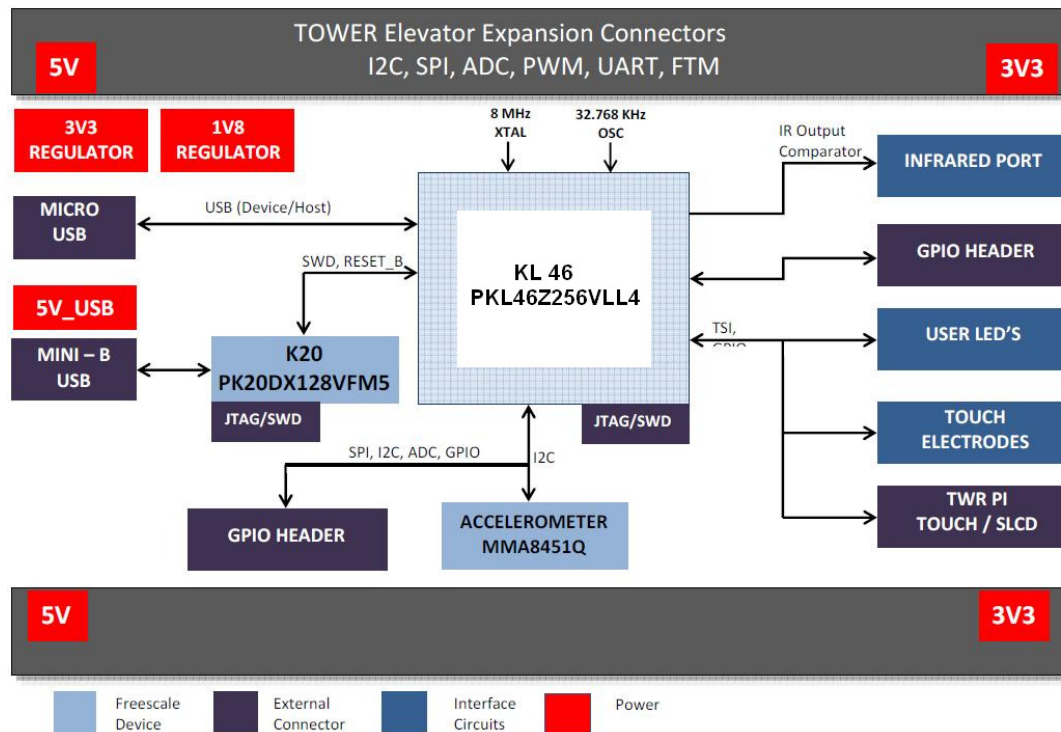 TOWER Elevator Expansion Connectors
I2C, SPI, ADC, PWM, UART, FTM
5V
3V3
3V3
REGULATOR
1V8
REGULATOR
8 MHz
XTAL
32.768 KHz
OSC
IR Output
Comparator
INFRARED PORT
MICRO
USB
USB (Device/Host)
GPIO HEADER
SWD, RESET_B
KL 46
PKL46Z256VLL4
5V_USB
TSI,
GPIO
USER LED'S
MINI – B
USB
K20
PK20DX128VFM5
JTAG/SWD
JTAG/SWD
TOUCH
ELECTRODES
SPI, I2C, ADC, GPIO
I2C
GPIO HEADER
ACCELEROMETER
MMA8451Q
TWR PI
TOUCH / SLCD
5V
3V3
Freescale
Device
External
Connector
Interface
Circuits
Power